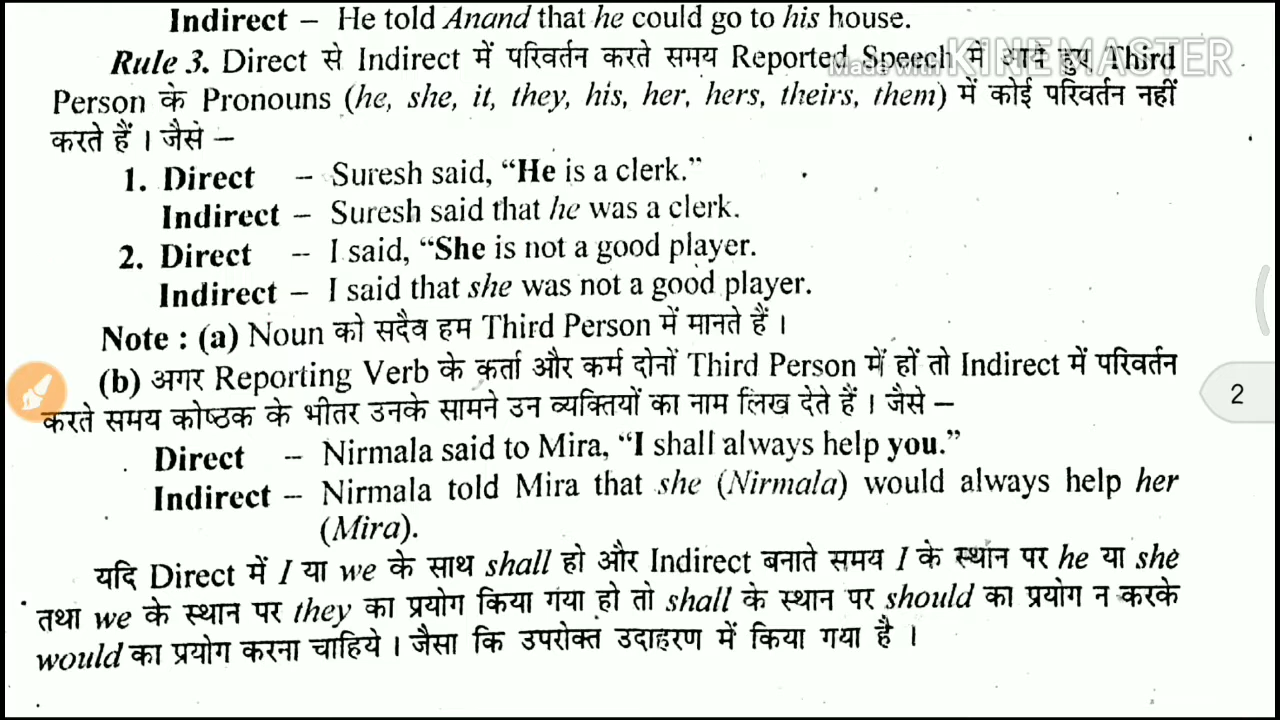 Indirect – He told Anand that he could go to his house.
Rule 3. Direct से Indirect में परिवर्तन करते समय Reported Speech में आये हुए Third
Made with KINEMASTER
Person के Pronouns (he, she, it, they, his, her, hers, theirs, them) में कोई परिवर्तन नहीं
करते हैं । जैसे –
1. Direct – Suresh said, “He is a clerk.”
Indirect – Suresh said that he was a clerk.
2. Direct – I said, “She is not a good player.
Indirect – I said that she was not a good player.
Note : (a) Noun को सदैव हम Third Person में मानते हैं ।
(b) अगर Reporting Verb के कर्ता और कर्म दोनों Third Person में हों तो Indirect में परिवर्तन
करते समय कोष्ठक के भीतर उनके सामने उन व्यक्तियों का नाम लिख देते हैं । जैसे –
2
Direct – Nirmala said to Mira, “I shall always help you.”
Indirect – Nirmala told Mira that she (Nirmala) would always help her
(Mira).
यदि Direct में I या we के साथ shall हो और Indirect बनाते समय I के स्थान पर he या she
तथा we के स्थान पर they का प्रयोग किया गया हो तो shall के स्थान पर should का प्रयोग न करके
would का प्रयोग करना चाहिये । जैसा कि उपरोक्त उदाहरण में किया गया है ।